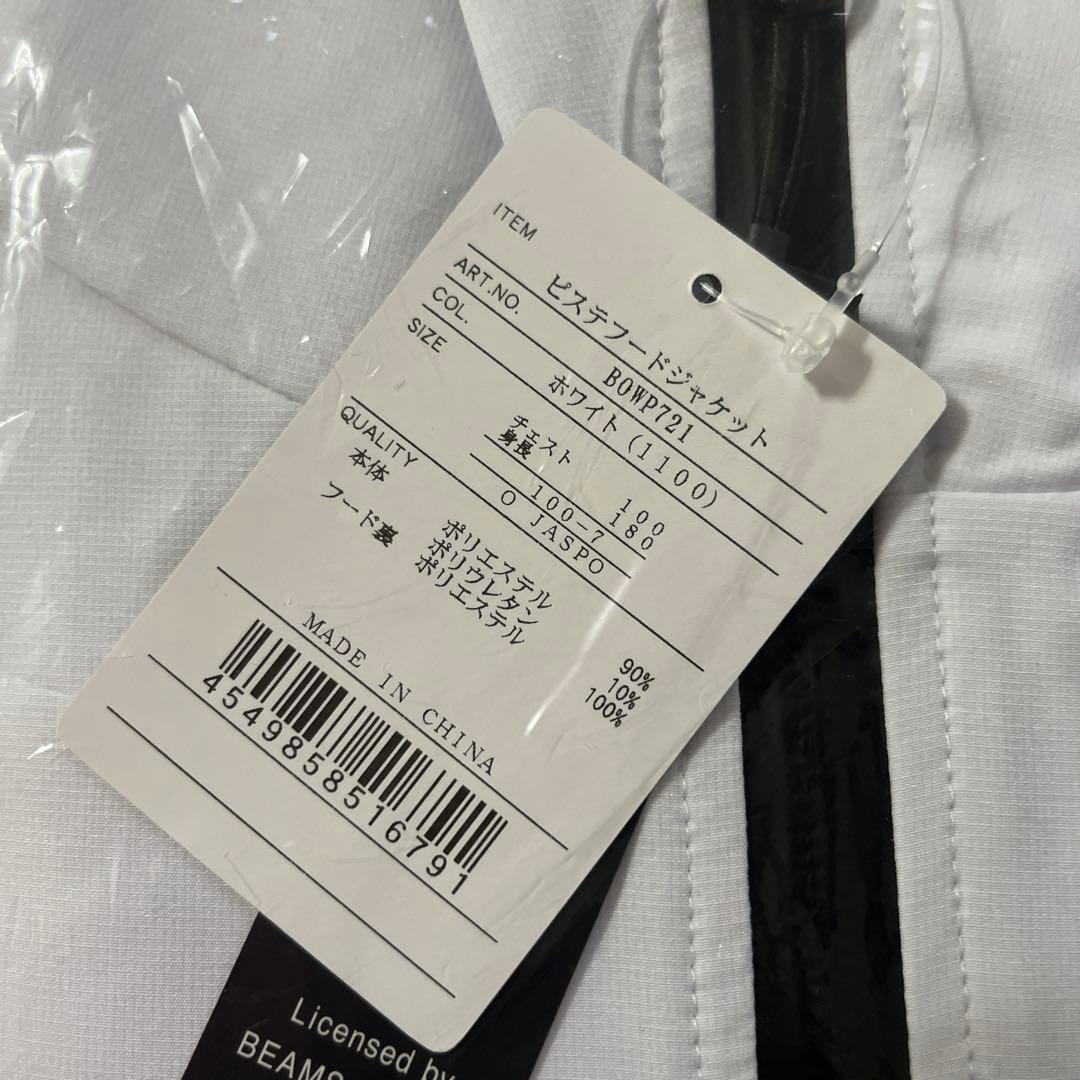 ITEM
ピステフードジャケット
ART.NO.
BOWP721
COL.
ホワイト(1100)
SIZE
チェスト 100
身長 180
100-7
O JASPO
QUALITY
本体 ポリエステル 90%
ポリウレタン 10%
フード裏 ポリエステル 100%
MADE IN CHINA
4549858516791
Licensed by
BEAMS